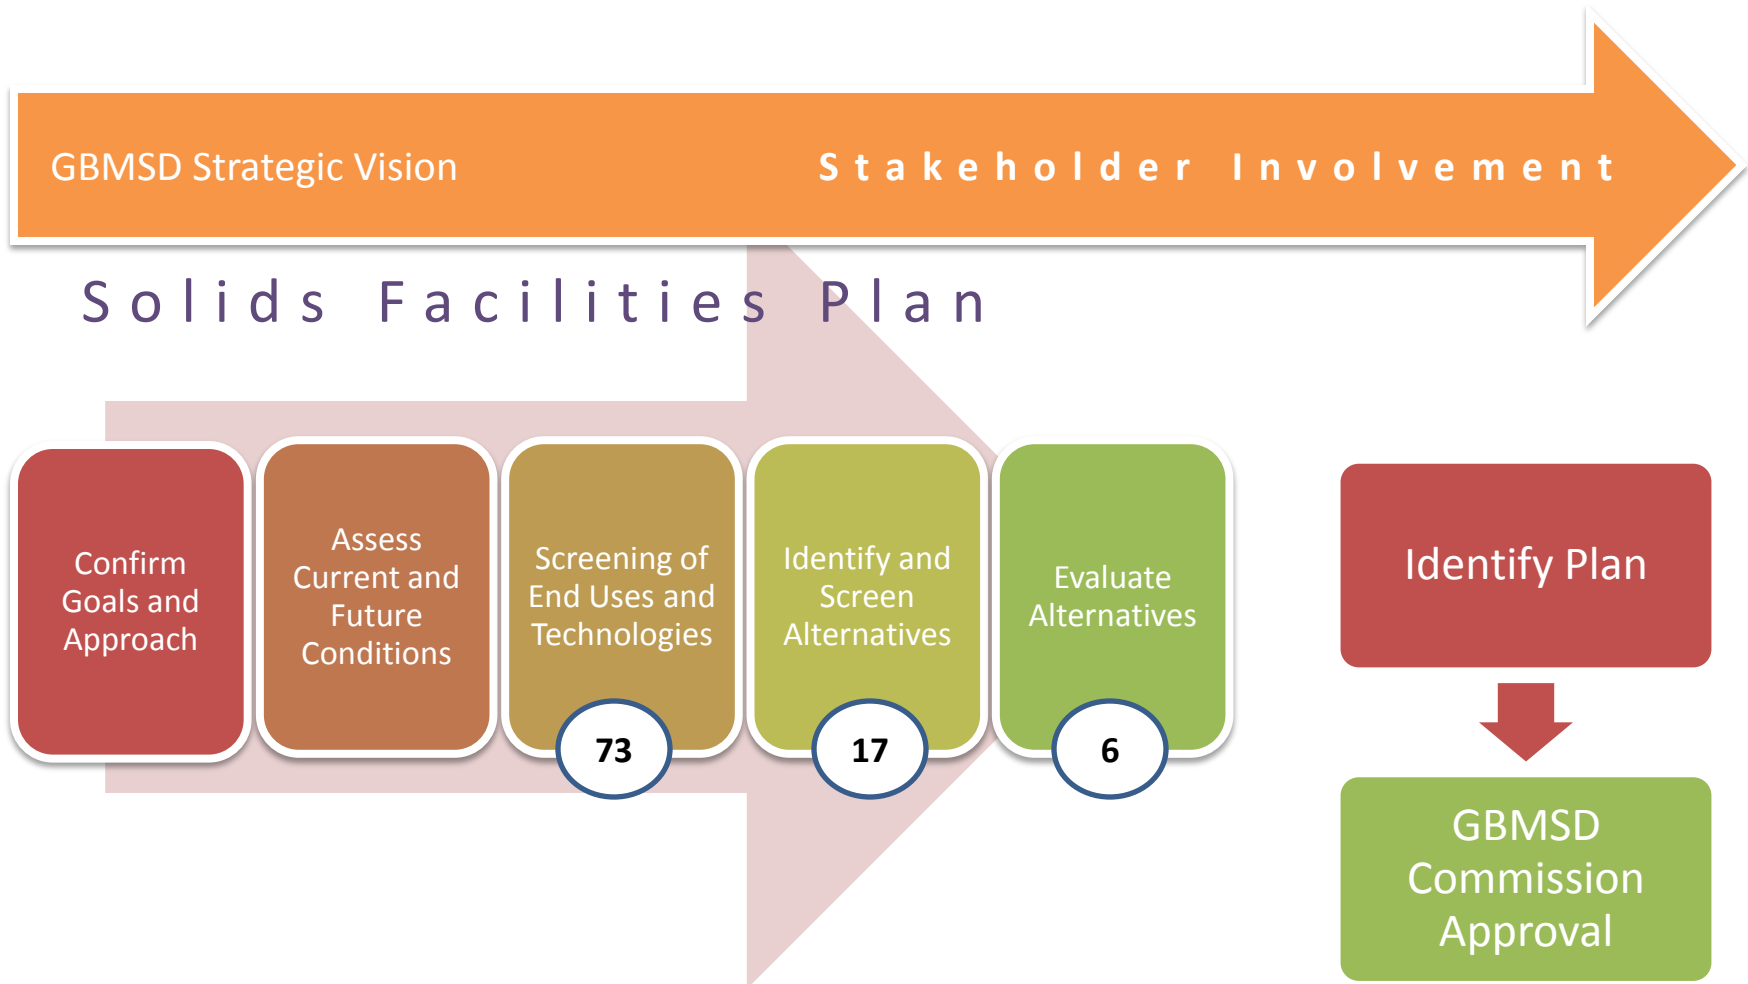 GBMSD Strategic Vision
Stakeholder Involvement
Solids Facilities Plan
Confirm
Goals and
Approach
Assess
Current and
Future
Conditions
Screening of
End Uses and
Technologies
73
Identify and
Screen
Alternatives
17
Evaluate
Alternatives
6
Identify Plan
GBMSD
Commission
Approval